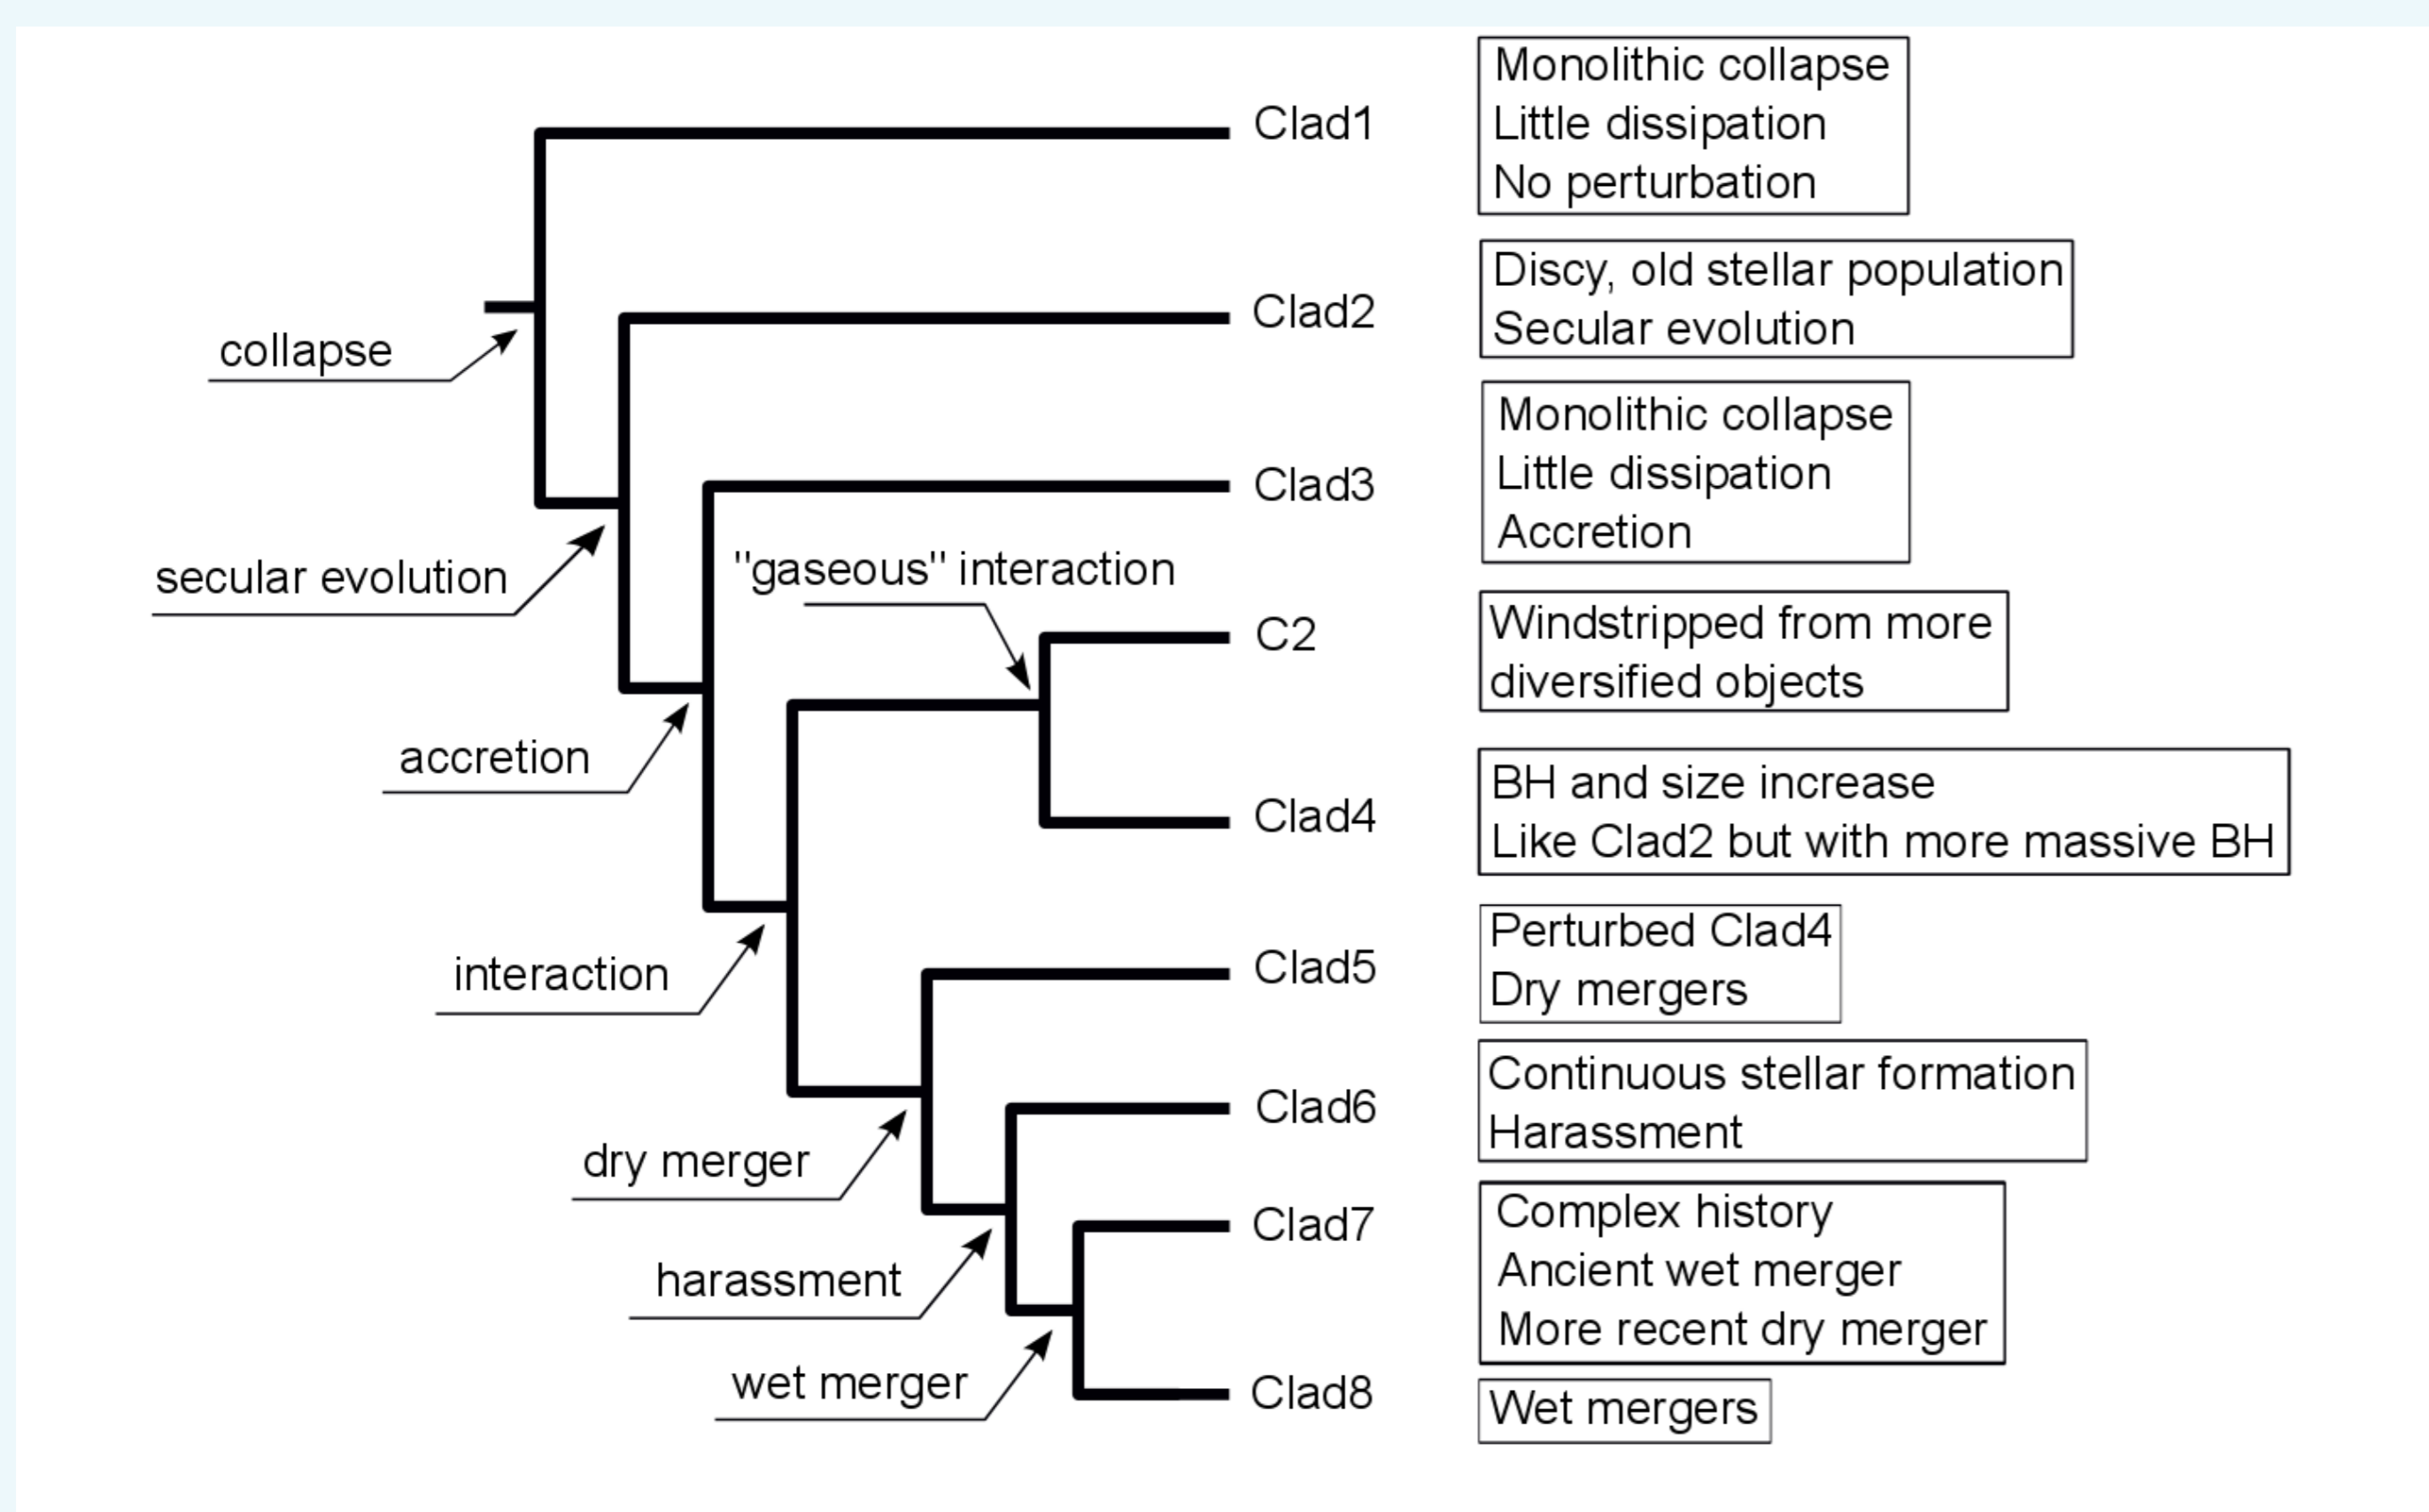 Clad1
Monolithic collapse
Little dissipation
No perturbation
collapse
Clad2
Discy, old stellar population
Secular evolution
Clad3
Monolithic collapse
Little dissipation
Accretion
secular evolution
"gaseous" interaction
C2
Windstripped from more
diversified objects
accretion
Clad4
BH and size increase
Like Clad2 but with more massive BH
interaction
Clad5
Perturbed Clad4
Dry mergers
dry merger
Clad6
Continuous stellar formation
Harassment
harassment
Clad7
Complex history
Ancient wet merger
More recent dry merger
wet merger
Clad8
Wet mergers